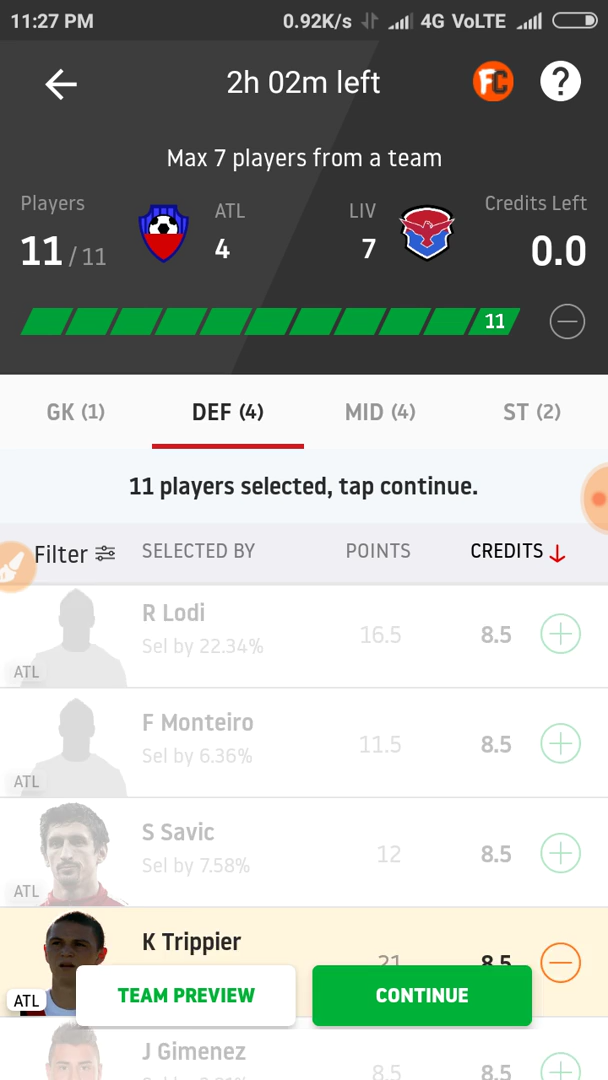 11:27 PM 0.92K/s 4G VoLTE
2h 02m left FC ?
Max 7 players from a team
Players ATL LIV Credits Left
11 / 11 4 7 0.0
11
GK (1) DEF (4) MID (4) ST (2)
11 players selected, tap continue.
Filter SELECTED BY POINTS CREDITS
R Lodi
Sel by 22.34% 16.5 8.5
ATL
F Monteiro
Sel by 6.36% 11.5 8.5
ATL
S Savic
Sel by 7.58% 12 8.5
ATL
K Trippier
21 8.5
ATL
TEAM PREVIEW CONTINUE
J Gimenez
8.5 8.5